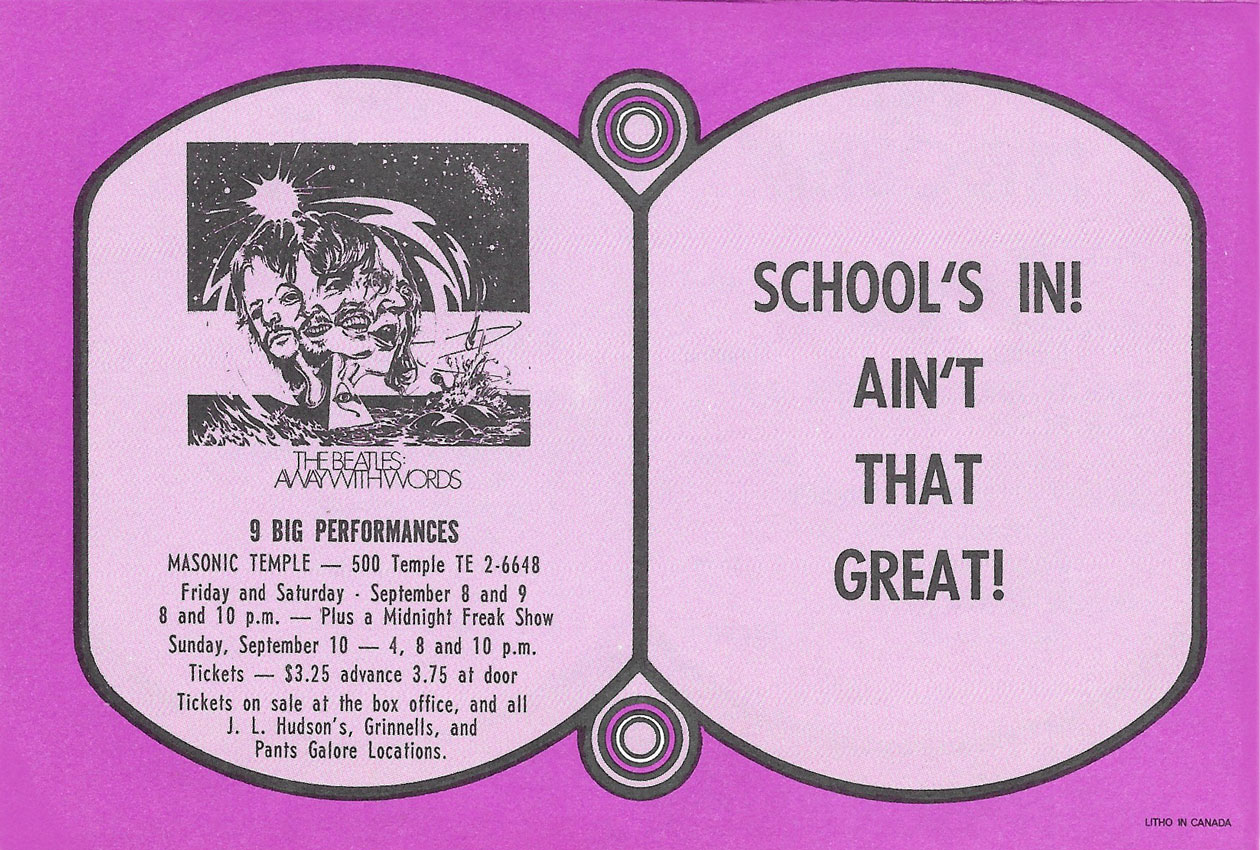 THE BEATLES:
AWAY WITH WORDS
9 BIG PERFORMANCES
MASONIC TEMPLE — 500 Temple TE 2-6648
Friday and Saturday - September 8 and 9
8 and 10 p.m. — Plus a Midnight Freak Show
Sunday, September 10 — 4, 8 and 10 p.m.
Tickets — $3.25 advance 3.75 at door
Tickets on sale at the box office, and all
J. L. Hudson's, Grinnells, and
Pants Galore Locations.
SCHOOL'S IN!
AIN'T
THAT
GREAT!
LITHO IN CANADA